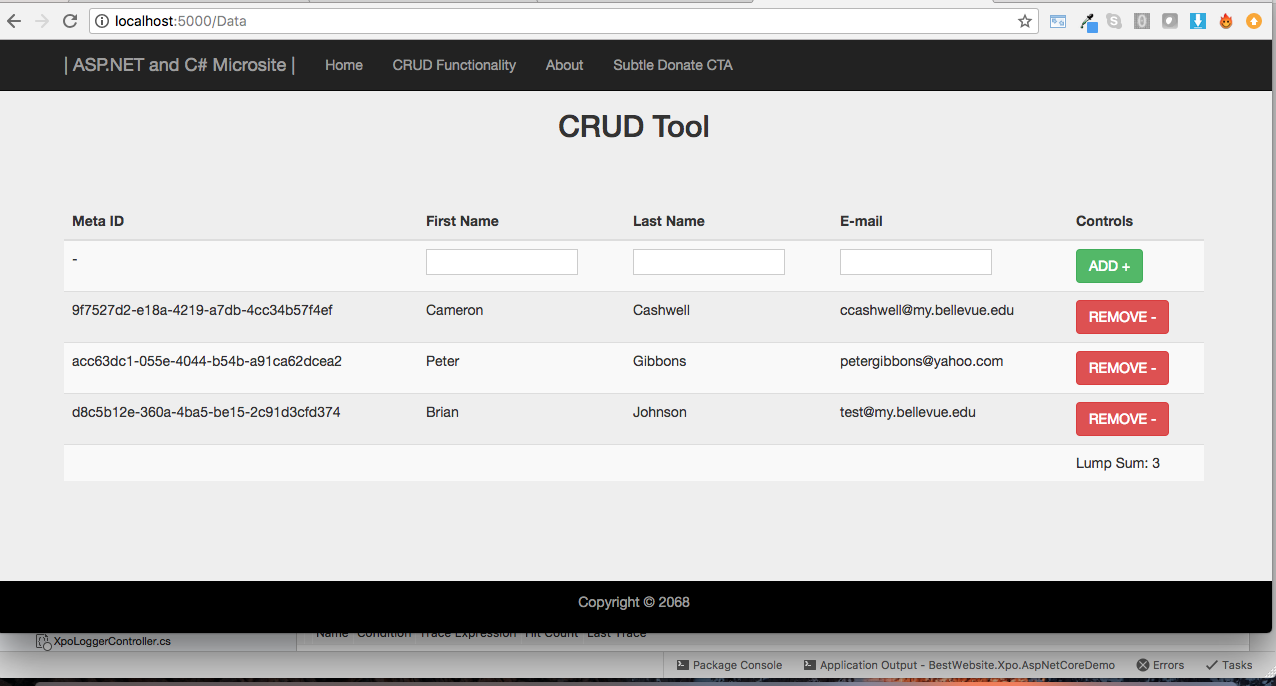 localhost:5000/Data
| ASP.NET and C# Microsite | Home CRUD Functionality About Subtle Donate CTA
CRUD Tool
Meta ID First Name Last Name E-mail Controls
- ADD +
9f7527d2-e18a-4219-a7db-4cc34b57f4ef Cameron Cashwell ccashwell@my.bellevue.edu REMOVE -
acc63dc1-055e-4044-b54b-a91ca62dcea2 Peter Gibbons petergibbons@yahoo.com REMOVE -
d8c5b12e-360a-4ba5-be15-2c91d3cfd374 Brian Johnson test@my.bellevue.edu REMOVE -
Lump Sum: 3
Copyright © 2068
XpoLoggerController.cs Name Condition Trace Expression Hit Count Last Trace
Package Console Application Output - BestWebsite.Xpo.AspNetCoreDemo Errors Tasks